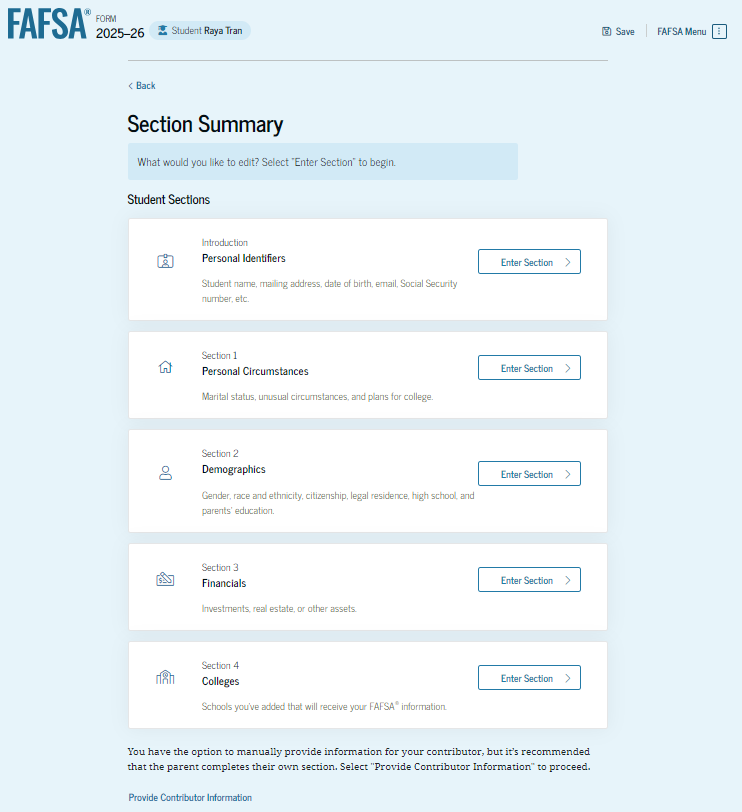 FAFSA® FORM
2025–26
Student Raya Tran
Save
FAFSA Menu
Back
Section Summary
What would you like to edit? Select "Enter Section" to begin.
Student Sections
Introduction
Personal Identifiers
Student name, mailing address, date of birth, email, Social Security
number, etc.
Enter Section
Section 1
Personal Circumstances
Marital status, unusual circumstances, and plans for college.
Enter Section
Section 2
Demographics
Gender, race and ethnicity, citizenship, legal residence, high school, and
parents' education.
Enter Section
Section 3
Financials
Investments, real estate, or other assets.
Enter Section
Section 4
Colleges
Schools you've added that will receive your FAFSA® information.
Enter Section
You have the option to manually provide information for your contributor, but it's recommended
that the parent completes their own section. Select "Provide Contributor Information" to proceed.
Provide Contributor Information